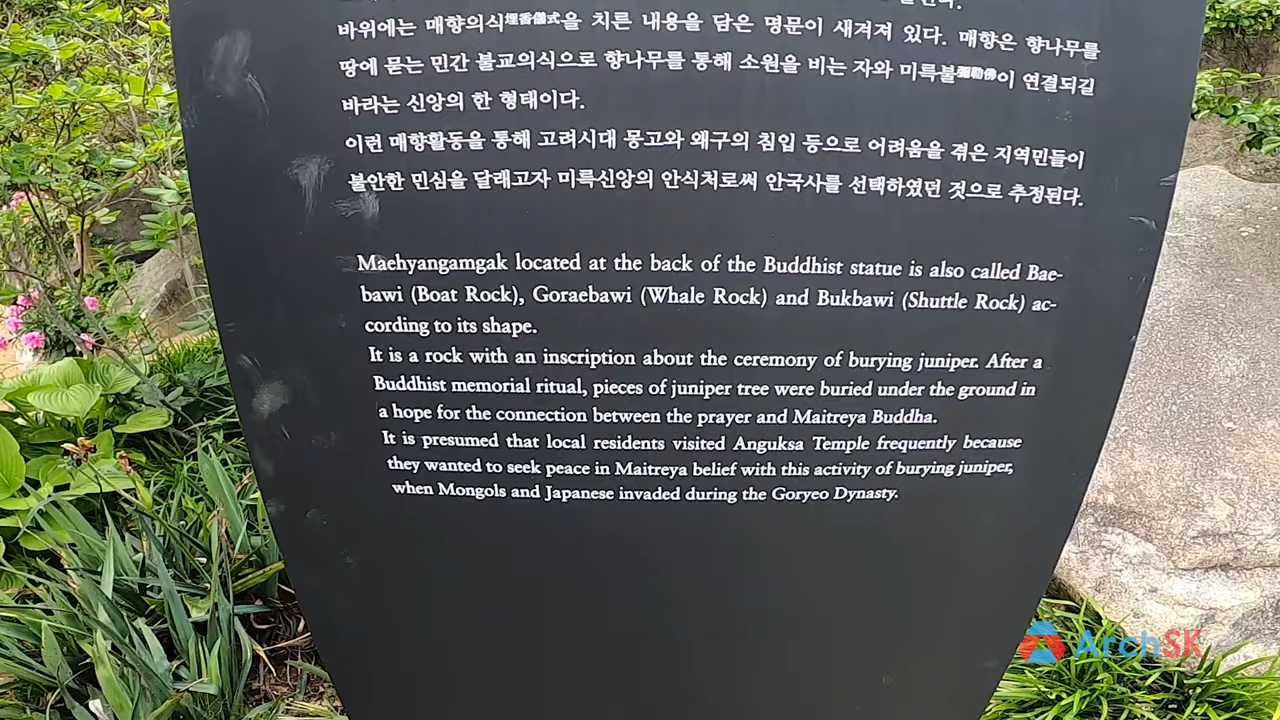 바위에는 매향의식埋香儀式을 치른 내용을 담은 명문이 새겨져 있다. 매향은 향나무를
땅에 묻는 민간 불교의식으로 향나무를 통해 소원을 비는 자와 미륵불彌勒佛이 연결되길
바라는 신앙의 한 형태이다.
이런 매향활동을 통해 고려시대 몽고와 왜구의 침입 등으로 어려움을 겪은 지역민들이
불안한 민심을 달래고자 미륵신앙의 안식처로써 안국사를 선택하였던 것으로 추정된다.
Maehyangamgak located at the back of the Buddhist statue is also called Bae-
bawi (Boat Rock), Goraebawi (Whale Rock) and Bukbawi (Shuttle Rock) ac-
cording to its shape.
It is a rock with an inscription about the ceremony of burying juniper. After a
Buddhist memorial ritual, pieces of juniper tree were buried under the ground in
a hope for the connection between the prayer and Maitreya Buddha.
It is presumed that local residents visited Anguksa Temple frequently because
they wanted to seek peace in Maitreya belief with this activity of burying juniper,
when Mongols and Japanese invaded during the Goryeo Dynasty.
ArchSK